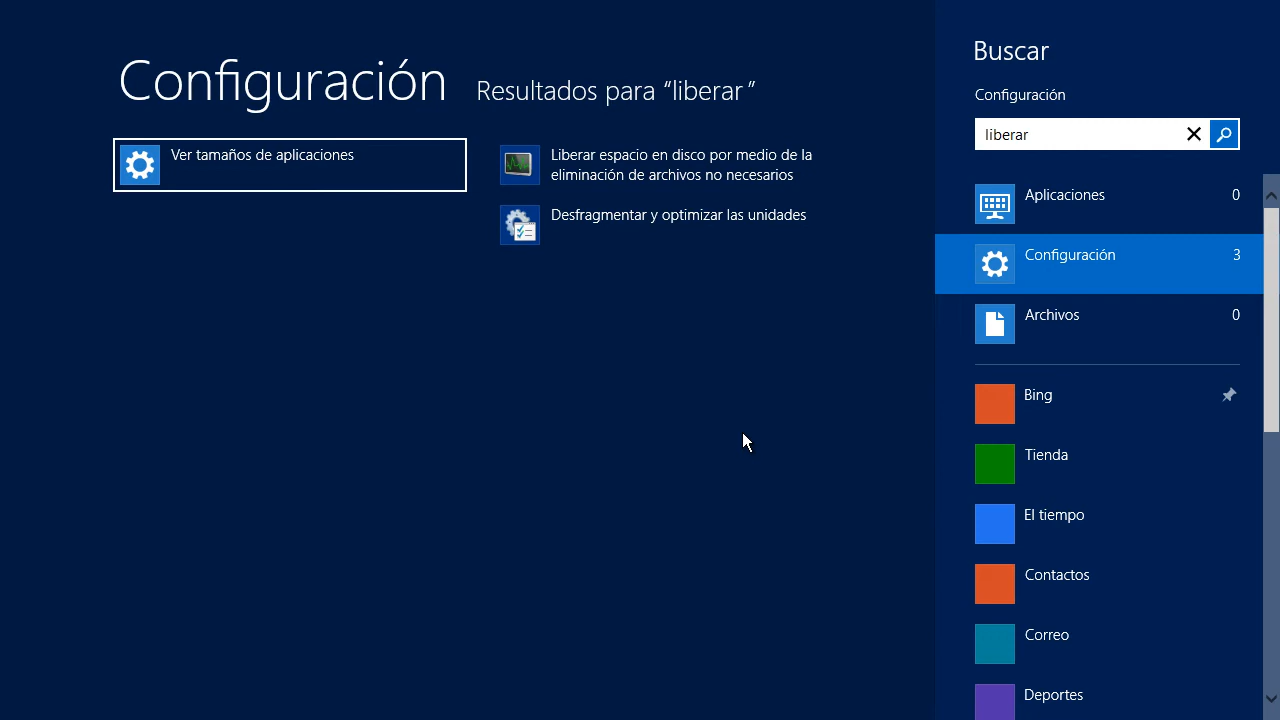 Configuración Resultados para “liberar”
Ver tamaños de aplicaciones
Liberar espacio en disco por medio de la
eliminación de archivos no necesarios
Desfragmentar y optimizar las unidades
Buscar
Configuración
liberar
Aplicaciones 0
Configuración 3
Archivos 0
Bing
Tienda
El tiempo
Contactos
Correo
Deportes